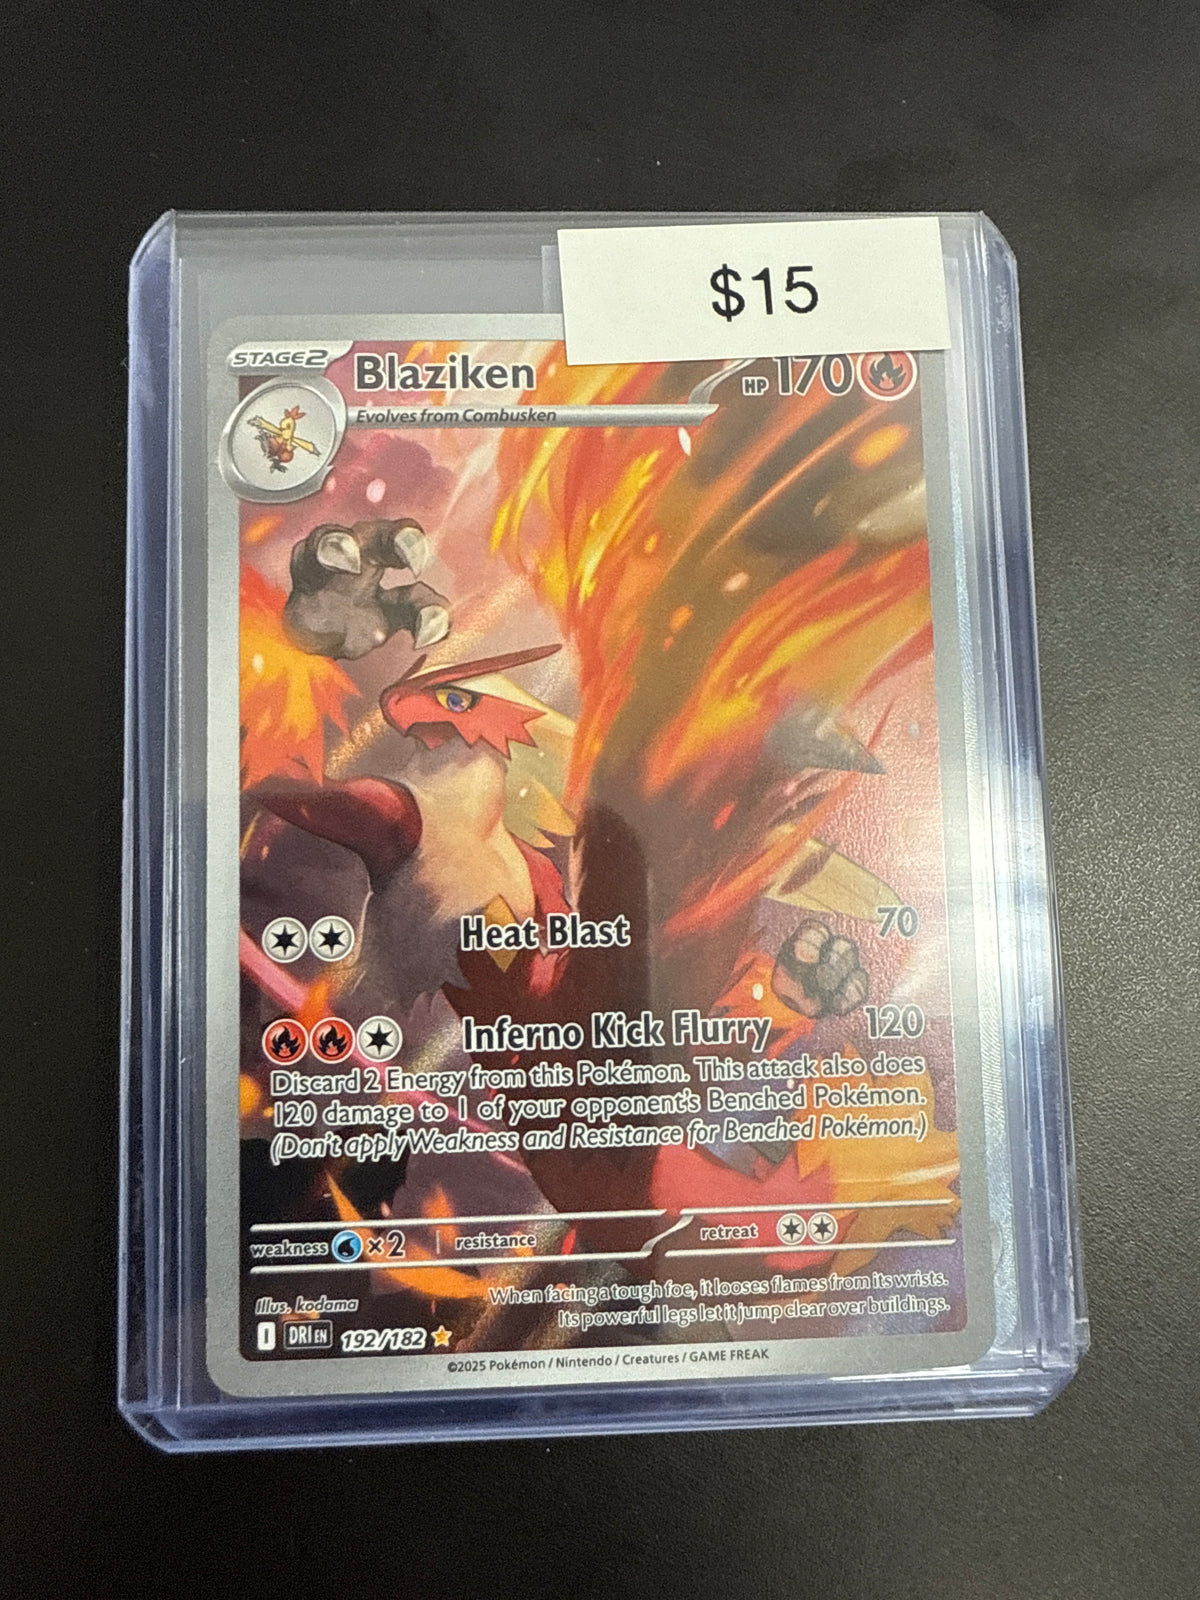 $15
STAGE2
Blaziken
HP 170
Evolves from Combusken
Heat Blast 70
Inferno Kick Flurry 120
Discard 2 Energy from this Pokémon. This attack also does
120 damage to 1 of your opponent's Benched Pokémon.
(Don't apply Weakness and Resistance for Benched Pokémon.)
weakness ×2 resistance retreat
When facing a tough foe, it looses flames from its wrists.
Its powerful legs let it jump clear over buildings.
Illus. kodama
I DRI EN 192/182
©2025 Pokémon / Nintendo / Creatures / GAME FREAK